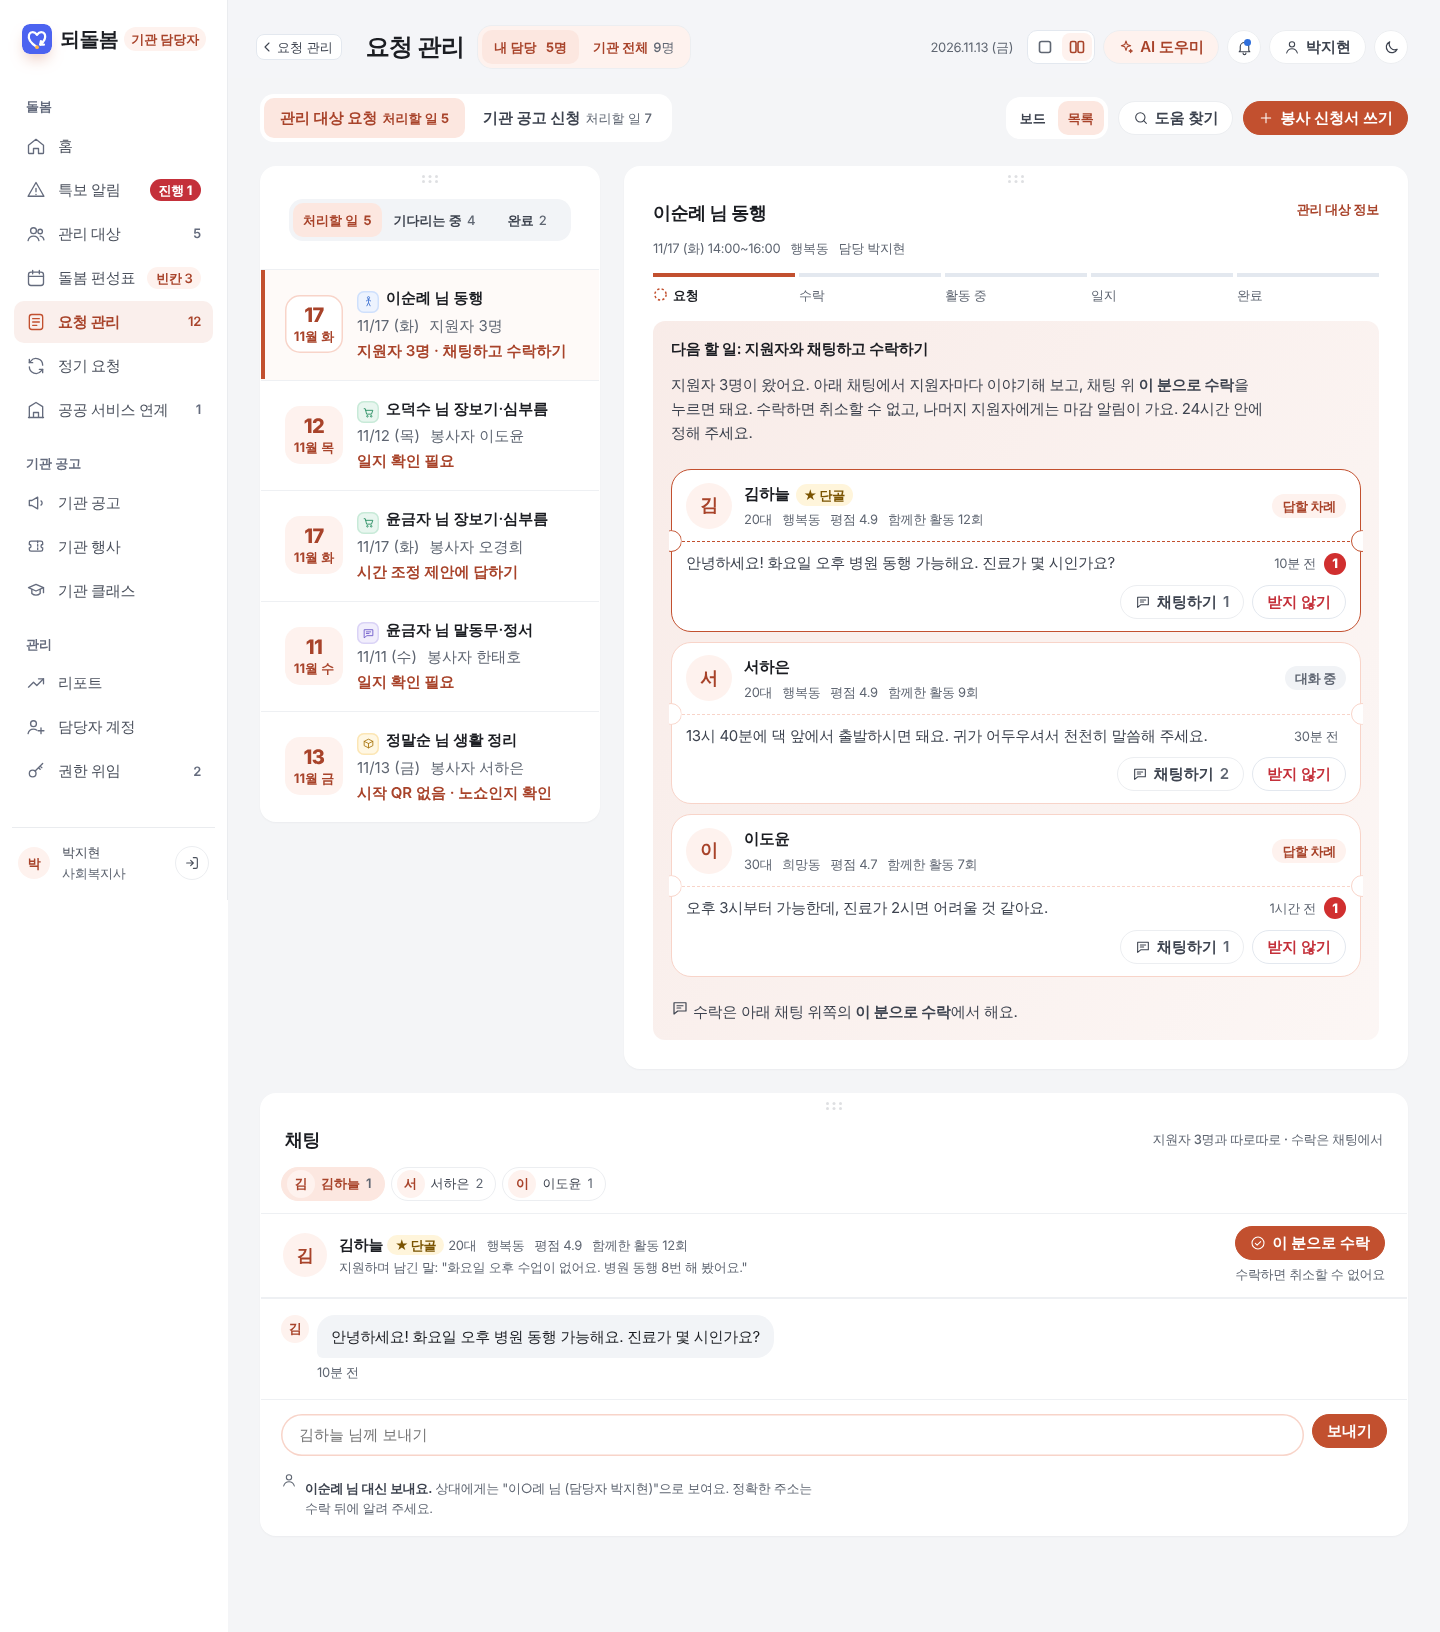 되돌봄 기관 담당자
돌봄
홈
특보 알림 진행 1
관리 대상 5
돌봄 편성표 빈칸 3
요청 관리 12
정기 요청
공공 서비스 연계 1
기관 공고
기관 공고
기관 행사
기관 클래스
관리
리포트
담당자 계정
권한 위임 2
박 박지현
사회복지사
요청 관리 요청 관리 내 담당 5명 기관 전체 9명
2026.11.13 (금) AI 도우미 박지현
관리 대상 요청 처리할 일 5 기관 공고 신청 처리할 일 7
보드 목록 도움 찾기 봉사 신청서 쓰기
처리할 일 5 기다리는 중 4 완료 2
17
11월 화
이순례 님 동행
11/17 (화) 지원자 3명
지원자 3명 · 채팅하고 수락하기
12
11월 목
오덕수 님 장보기·심부름
11/12 (목) 봉사자 이도윤
일지 확인 필요
17
11월 화
윤금자 님 장보기·심부름
11/17 (화) 봉사자 오경희
시간 조정 제안에 답하기
11
11월 수
윤금자 님 말동무·정서
11/11 (수) 봉사자 한태호
일지 확인 필요
13
11월 금
정말순 님 생활 정리
11/13 (금) 봉사자 서하은
시작 QR 없음 · 노쇼인지 확인
이순례 님 동행 관리 대상 정보
11/17 (화) 14:00~16:00 행복동 담당 박지현
요청 수락 활동 중 일지 완료
다음 할 일: 지원자와 채팅하고 수락하기
지원자 3명이 왔어요. 아래 채팅에서 지원자마다 이야기해 보고, 채팅 위 이 분으로 수락을
누르면 돼요. 수락하면 취소할 수 없고, 나머지 지원자에게는 마감 알림이 가요. 24시간 안에
정해 주세요.
김 김하늘 ★ 단골 답할 차례
20대 행복동 평점 4.9 함께한 활동 12회
안녕하세요! 화요일 오후 병원 동행 가능해요. 진료가 몇 시인가요? 10분 전 1
채팅하기 1 받지 않기
서 서하은 대화 중
20대 행복동 평점 4.9 함께한 활동 9회
13시 40분에 댁 앞에서 출발하시면 돼요. 귀가 어두우셔서 천천히 말씀해 주세요. 30분 전
채팅하기 2 받지 않기
이 이도윤 답할 차례
30대 희망동 평점 4.7 함께한 활동 7회
오후 3시부터 가능한데, 진료가 2시면 어려울 것 같아요. 1시간 전 1
채팅하기 1 받지 않기
수락은 아래 채팅 위쪽의 이 분으로 수락에서 해요.
채팅 지원자 3명과 따로따로 · 수락은 채팅에서
김 김하늘 1 서 서하은 2 이 이도윤 1
김 김하늘 ★ 단골 20대 행복동 평점 4.9 함께한 활동 12회
지원하며 남긴 말: "화요일 오후 수업이 없어요. 병원 동행 8번 해 봤어요."
이 분으로 수락
수락하면 취소할 수 없어요
김 안녕하세요! 화요일 오후 병원 동행 가능해요. 진료가 몇 시인가요?
10분 전
김하늘 님께 보내기 보내기
이순례 님 대신 보내요. 상대에게는 "이○례 님 (담당자 박지현)"으로 보여요. 정확한 주소는
수락 뒤에 알려 주세요.